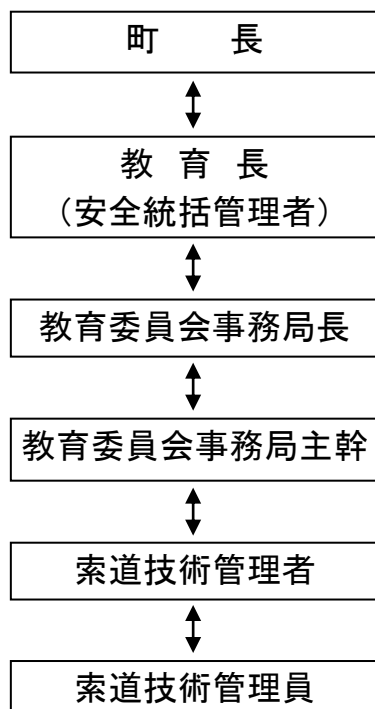 町　　長
教　育　長
（安全統括管理者）
教育委員会事務局長
教育委員会事務局主幹
索道技術管理者
索道技術管理員